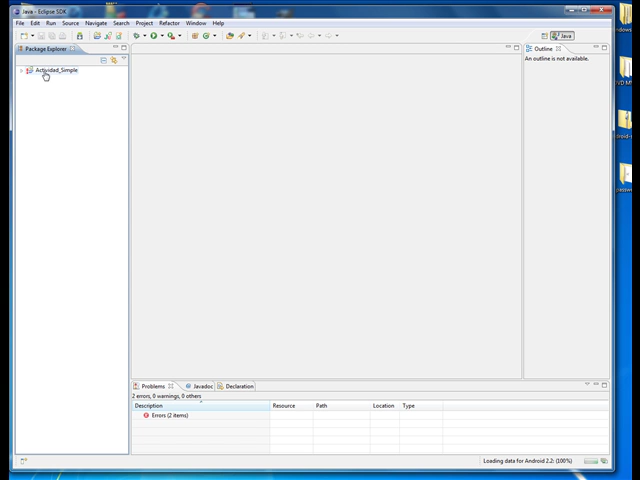 Java - Eclipse SDK
File Edit Run Source Navigate Search Project Refactor Window Help
Java
Package Explorer
Outline
An outline is not available.
Actividad_Simple
Problems Javadoc Declaration
2 errors, 0 warnings, 0 others
Description Resource Path Location Type
Errors (2 items)
Loading data for Android 2.2: (100%)